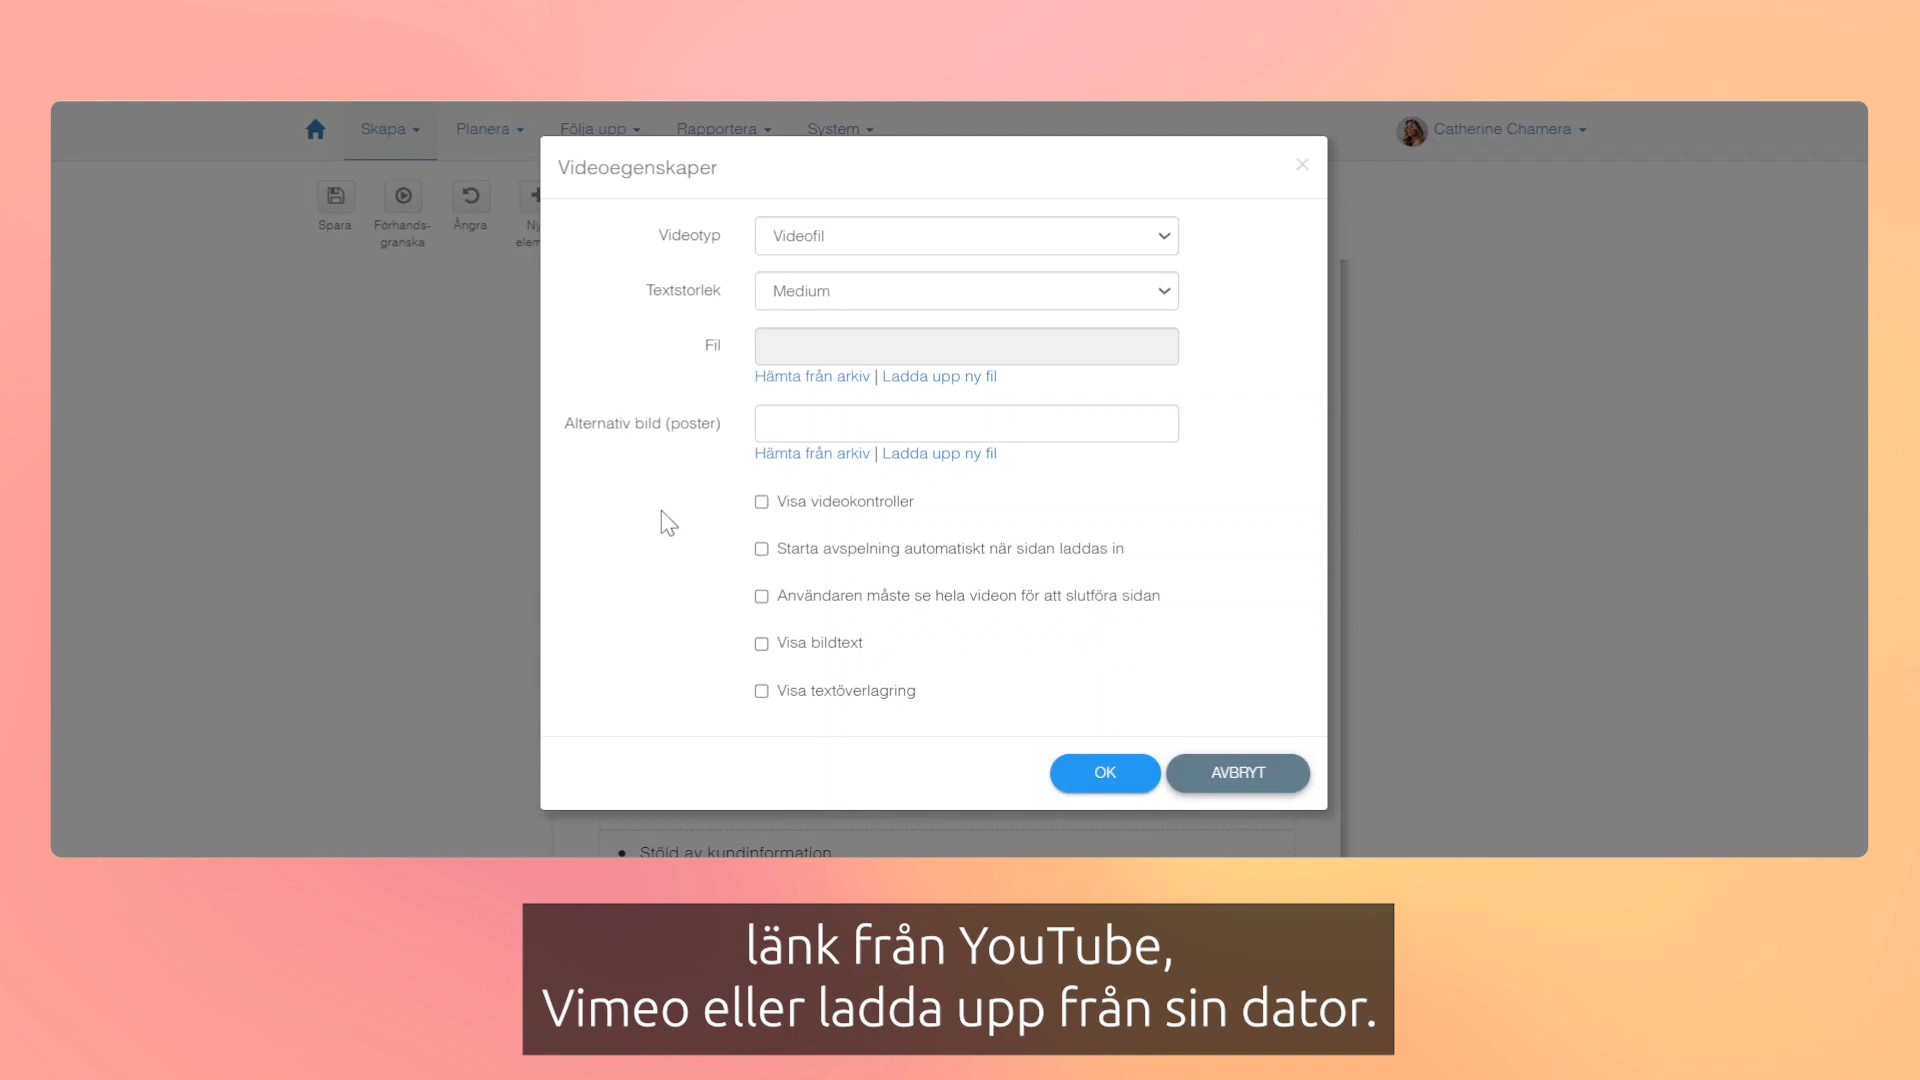 Skapa
Planera
Följa upp
Rapportera
System
Catherine Chamera
Spara
Förhands-
granska
Ångra
Videoegenskaper
×
Videotyp
Videofil
Textstorlek
Medium
Fil
Hämta från arkiv | Ladda upp ny fil
Alternativ bild (poster)
Hämta från arkiv | Ladda upp ny fil
Visa videokontroller
Starta avspelning automatiskt när sidan laddas in
Användaren måste se hela videon för att slutföra sidan
Visa bildtext
Visa textöverlagring
OK
AVBRYT
Stöld av kundinformation
länk från YouTube,
Vimeo eller ladda upp från sin dator.